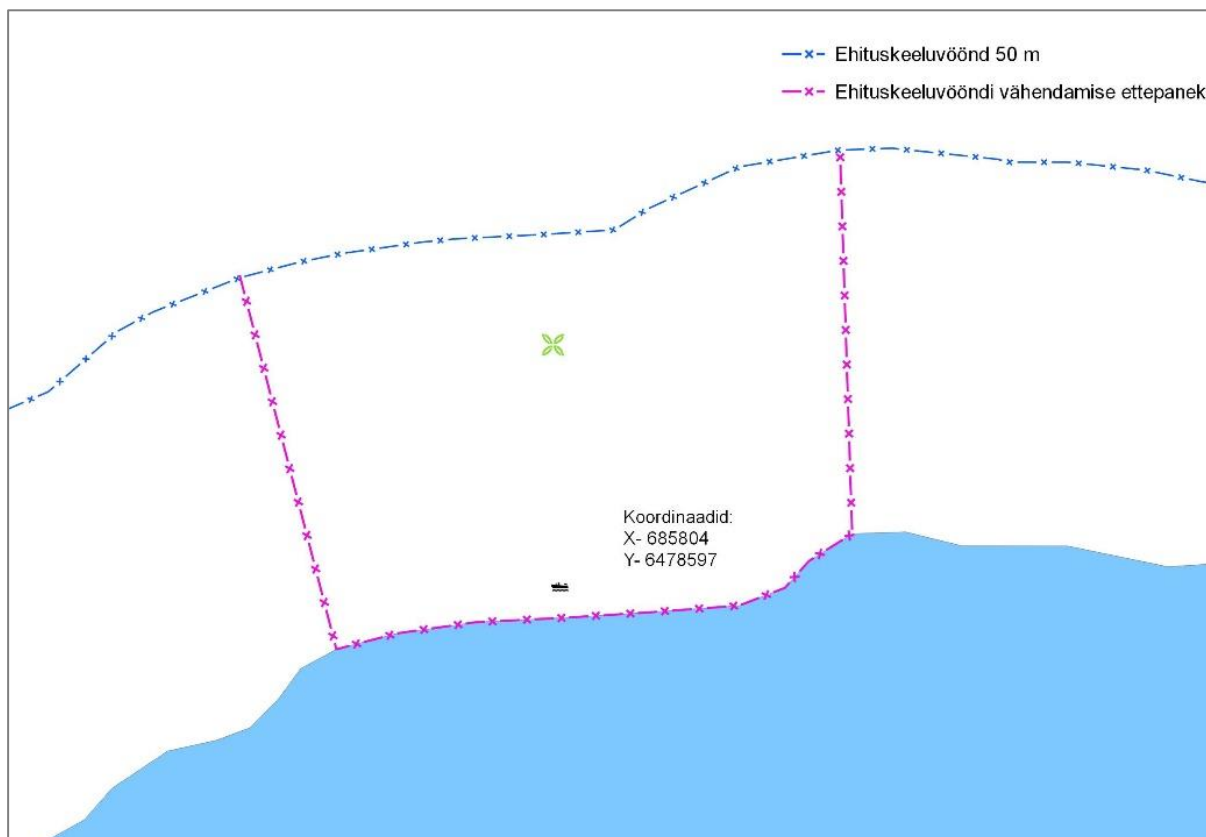 Ehituskeeluvöönd 50 m
Ehituskeeluvööndi vähendamise ettepanek
Koordinaadid:
X- 685804
Y- 6478597